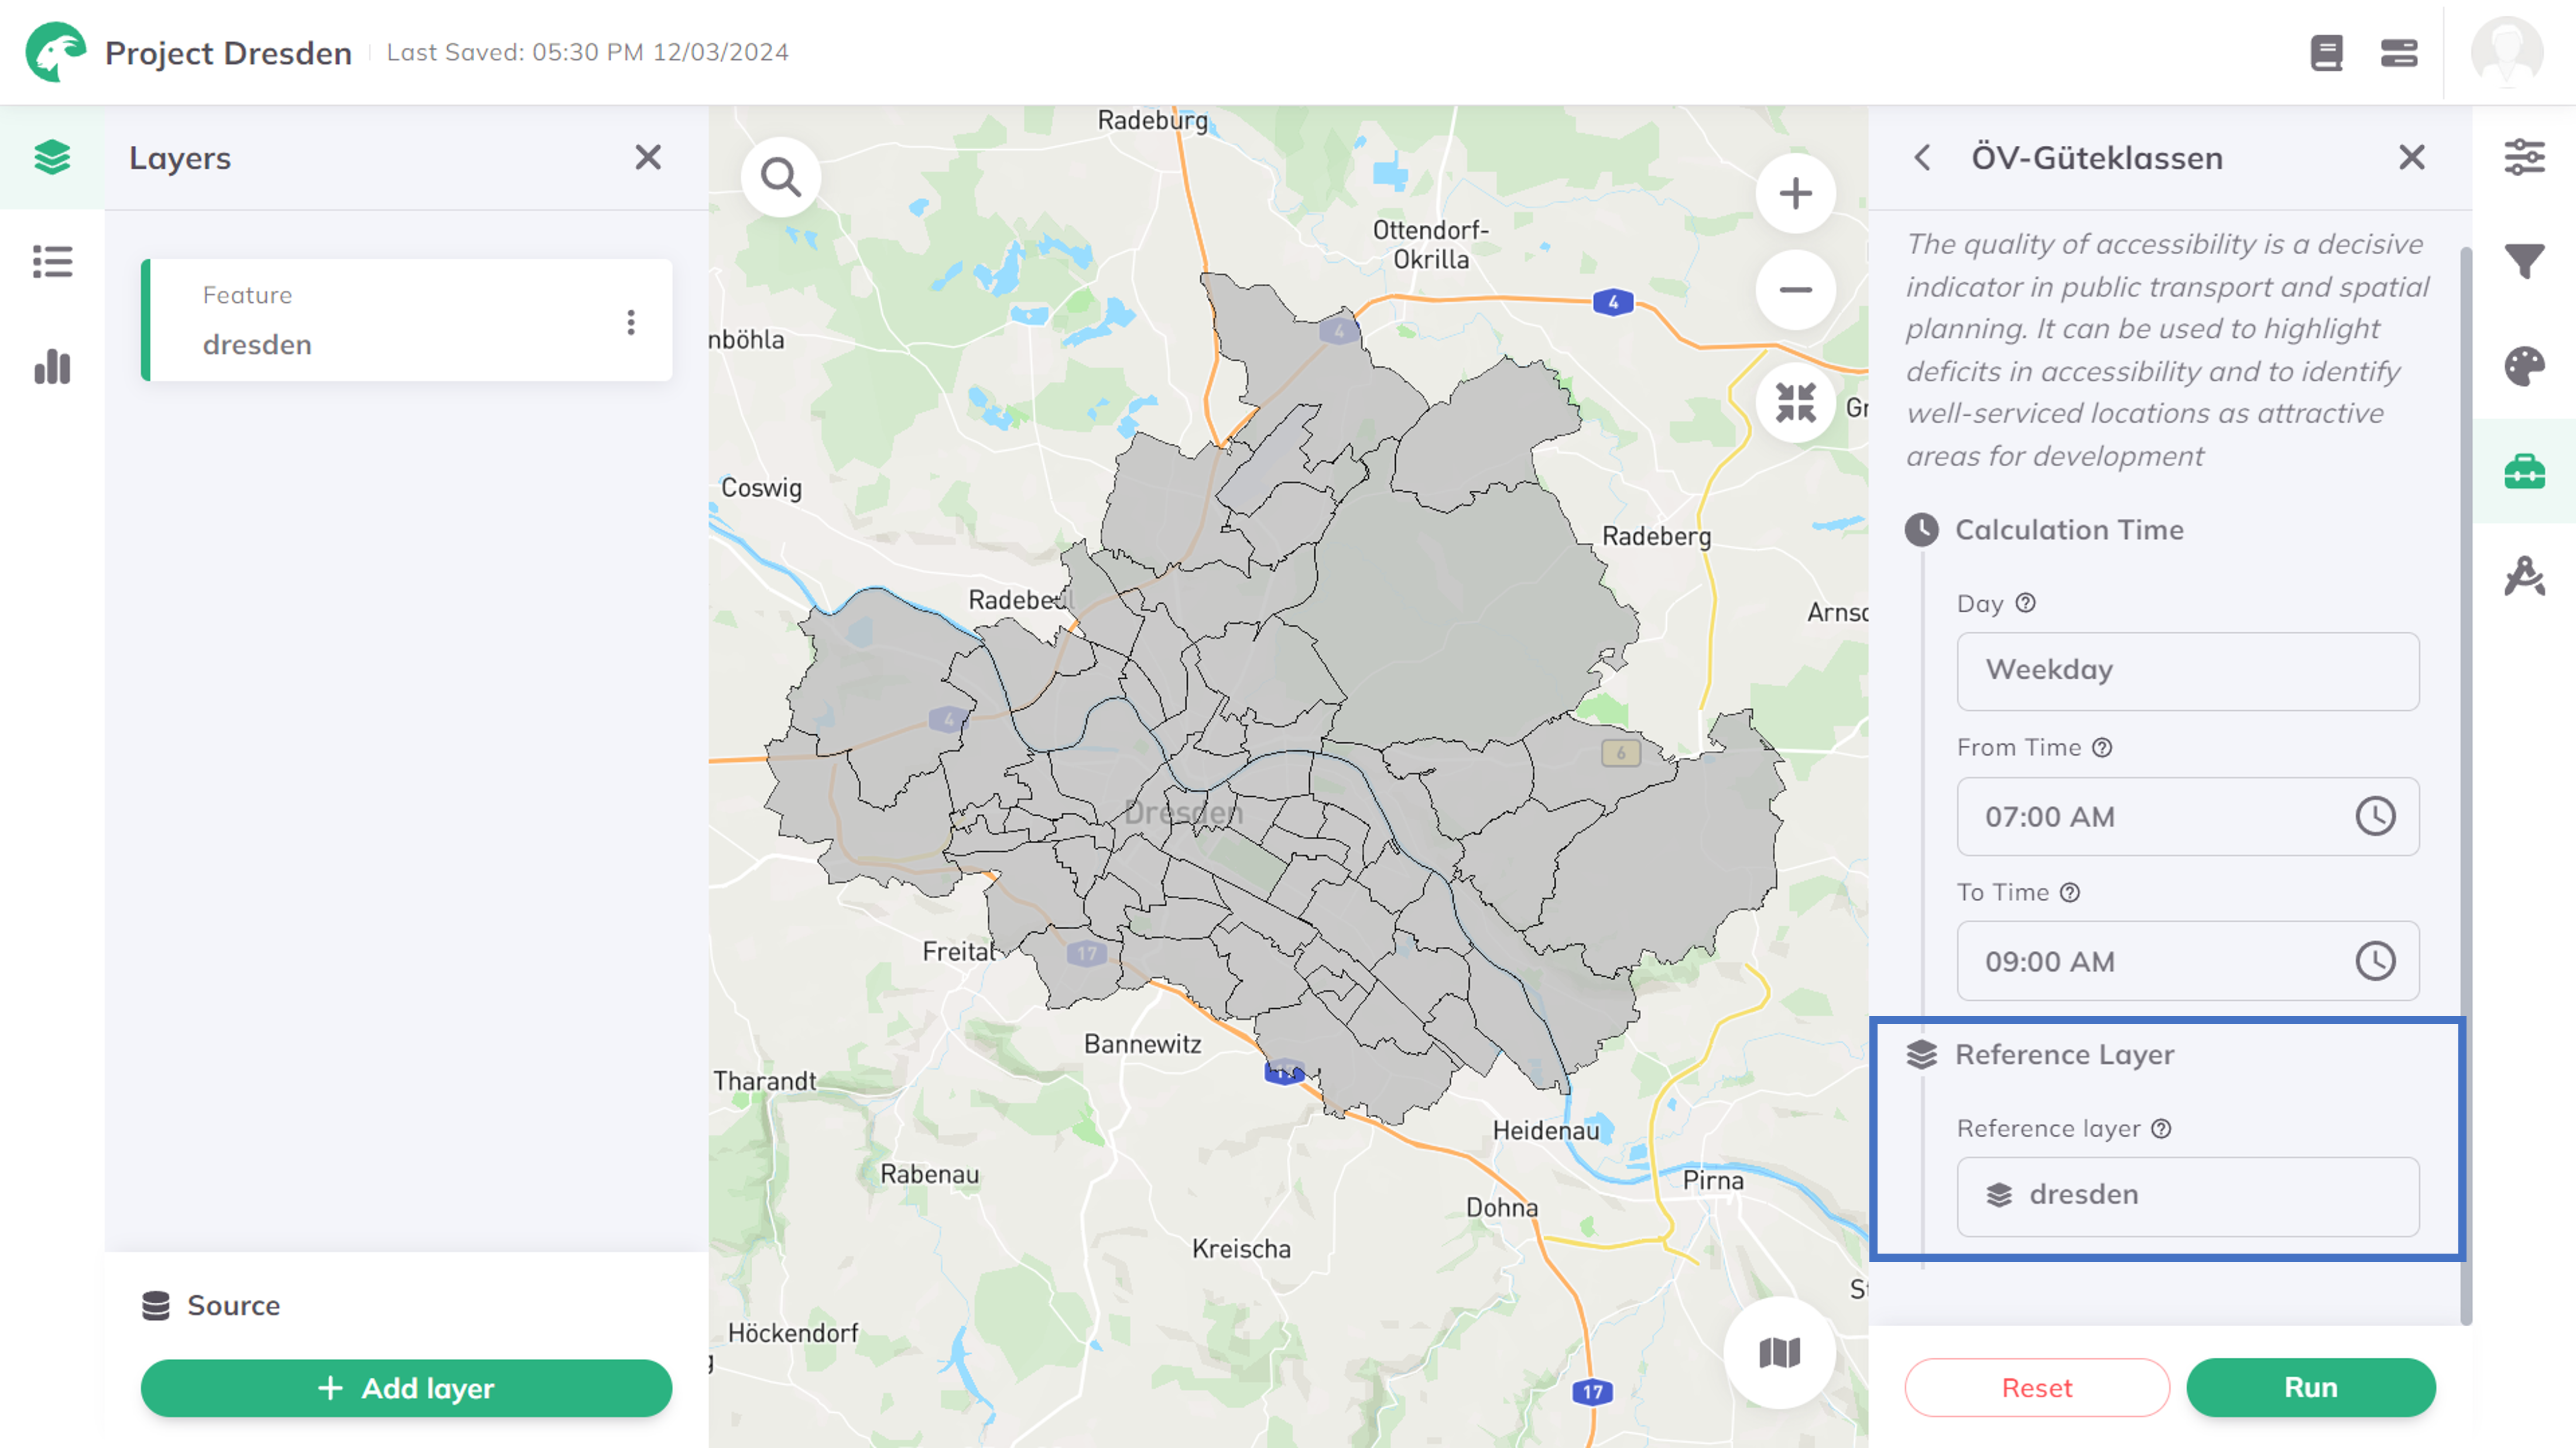 Project Dresden
Last Saved: 05:30 PM 12/03/2024
Layers
Feature
dresden
Source
+ Add layer
Radeburg
Ottendorf-
Okrilla
4
4
nböhla
Gr
Coswig
Radeberg
Radebeul
Arnsd
4
6
Dresden
Freital
17
Bannewitz
Tharandt
Heidenau
Rabenau
Pirna
Dohna
Kreischa
St
Höckendorf
17
ÖV-Güteklassen
The quality of accessibility is a decisive
indicator in public transport and spatial
planning. It can be used to highlight
deficits in accessibility and to identify
well-serviced locations as attractive
areas for development
Calculation Time
Day
Weekday
From Time
07:00 AM
To Time
09:00 AM
Reference Layer
Reference layer
dresden
Reset
Run